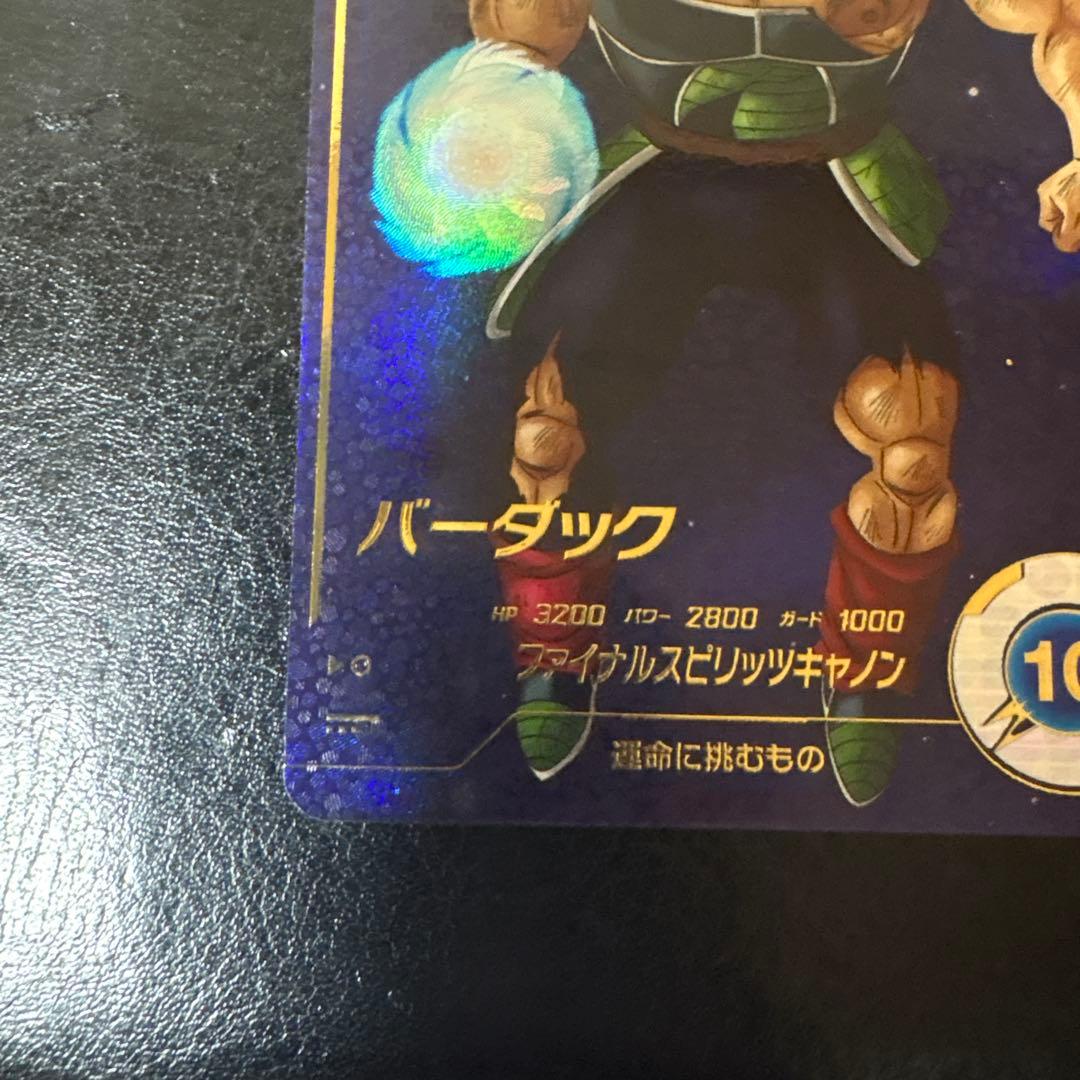 バーダック
HP 3200 パワー 2800 ガード 1000
ファイナルスピリッツキャノン
10
運命に挑むもの